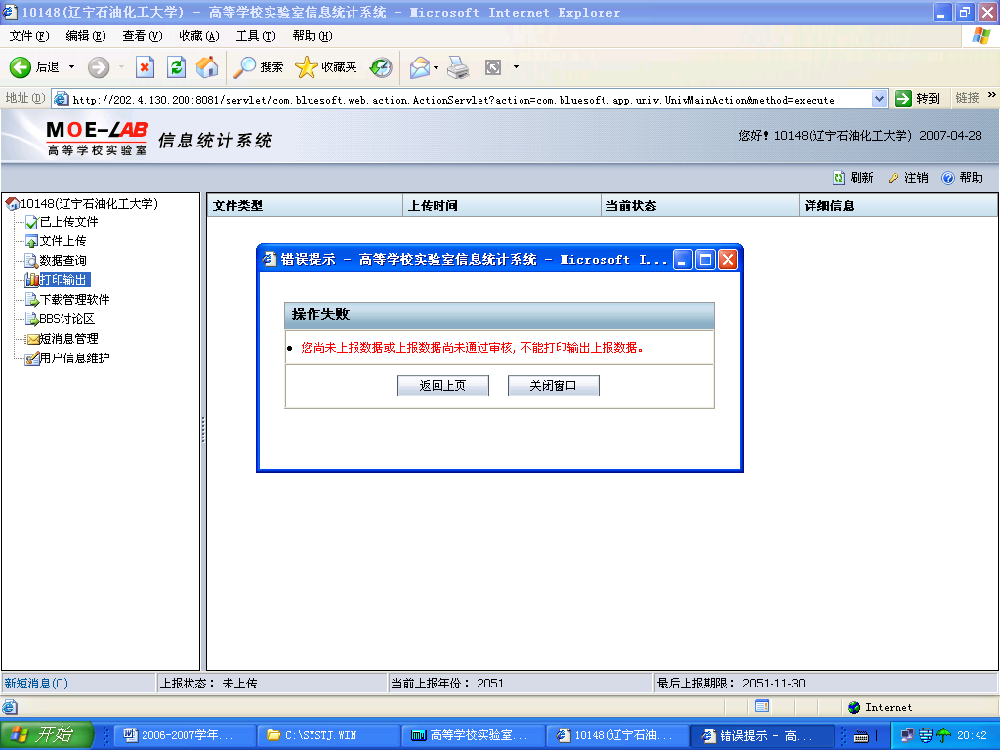 10148(辽宁石油化工大学) - 高等学校实验室信息统计系统 - Microsoft Internet Explorer
文件(F) 编辑(E) 查看(V) 收藏(A) 工具(T) 帮助(H)
后退 搜索 收藏夹
地址(D) http://202.4.130.200:8081/servlet/com.bluesoft.web.action.ActionServlet?action=com.bluesoft.app.univ.UnivMainAction&method=execute 转到 链接 »
MOE-LAB
高等学校实验室 信息统计系统
您好! 10148(辽宁石油化工大学) 2007-04-28
刷新 注销 帮助
10148(辽宁石油化工大学)
已上传文件
文件上传
数据查询
打印输出
下载管理软件
BBS讨论区
短消息管理
用户信息维护
文件类型 上传时间 当前状态 详细信息
错误提示 - 高等学校实验室信息统计系统 - Microsoft I...
操作失败
您尚未上报数据或上报数据尚未通过审核,不能打印输出上报数据。
返回上页 关闭窗口
新短消息(0) 上报状态: 未上传 当前上报年份: 2051 最后上报期限: 2051-11-30
Internet
开始 2006-2007学年... C:\SYSTJ.WIN 高等学校实验室... 10148(辽宁石油... 错误提示 - 高... 20:42